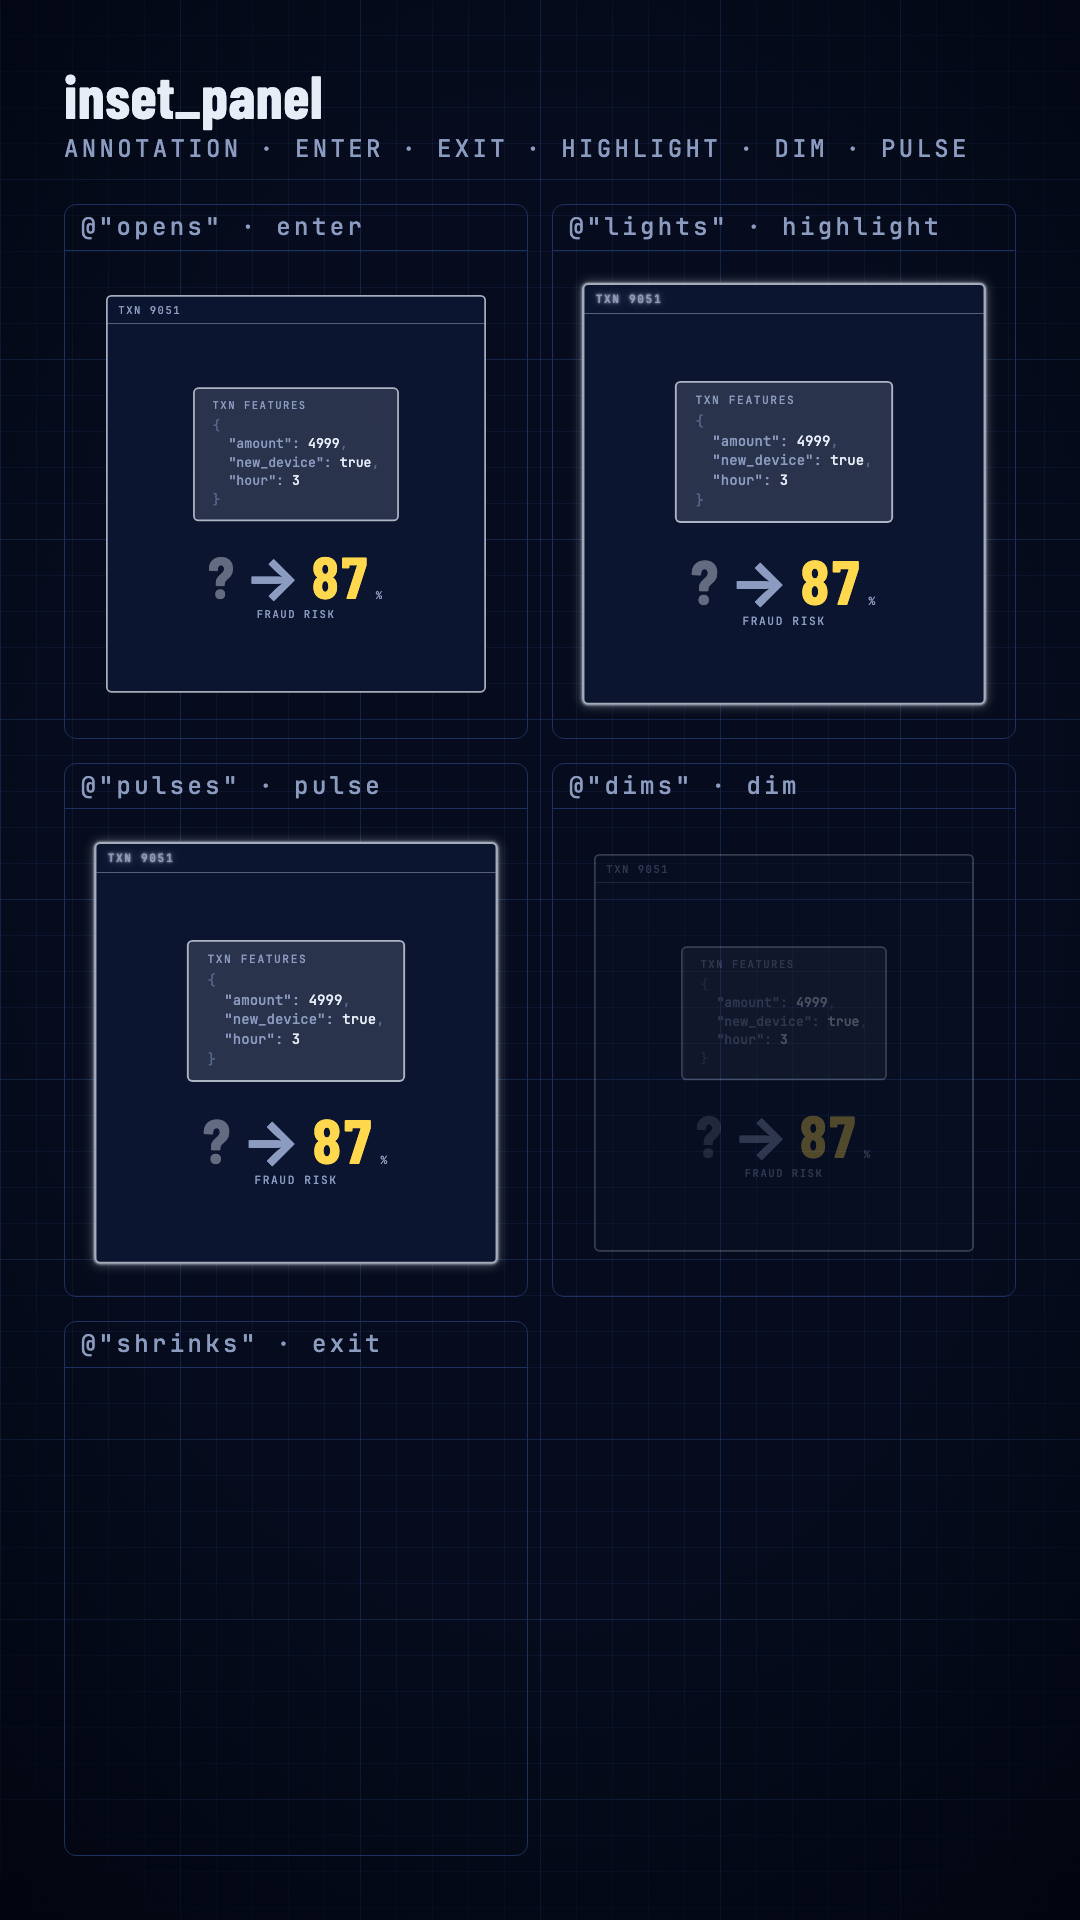 inset_panel
ANNOTATION · ENTER · EXIT · HIGHLIGHT · DIM · PULSE
@"opens" · enter
TXN 9051
TXN FEATURES
{
"amount": 4999,
"new_device": true,
"hour": 3
}
? → 87 %
FRAUD RISK
@"lights" · highlight
TXN 9051
TXN FEATURES
{
"amount": 4999,
"new_device": true,
"hour": 3
}
? → 87 %
FRAUD RISK
@"pulses" · pulse
TXN 9051
TXN FEATURES
{
"amount": 4999,
"new_device": true,
"hour": 3
}
? → 87 %
FRAUD RISK
@"dims" · dim
TXN 9051
TXN FEATURES
{
"amount": 4999,
"new_device": true,
"hour": 3
}
? → 87 %
FRAUD RISK
@"shrinks" · exit